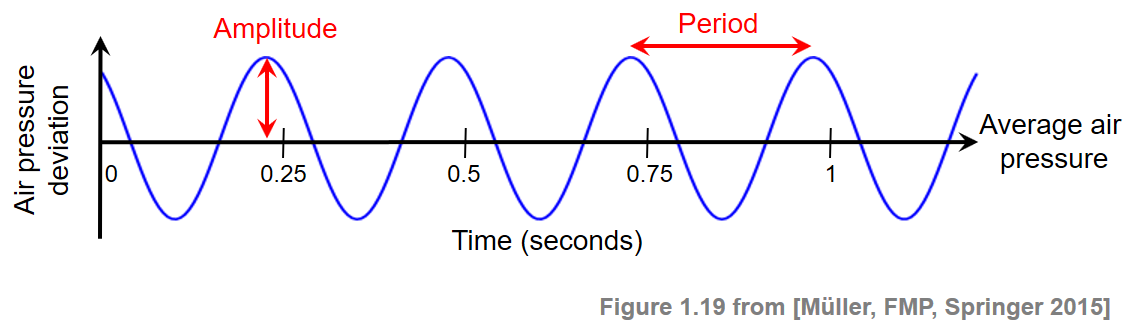 Amplitude
Period
Air pressure
deviation
Average air
pressure
0
0.25
0.5
0.75
1
Time (seconds)
Figure 1.19 from [Müller, FMP, Springer 2015]